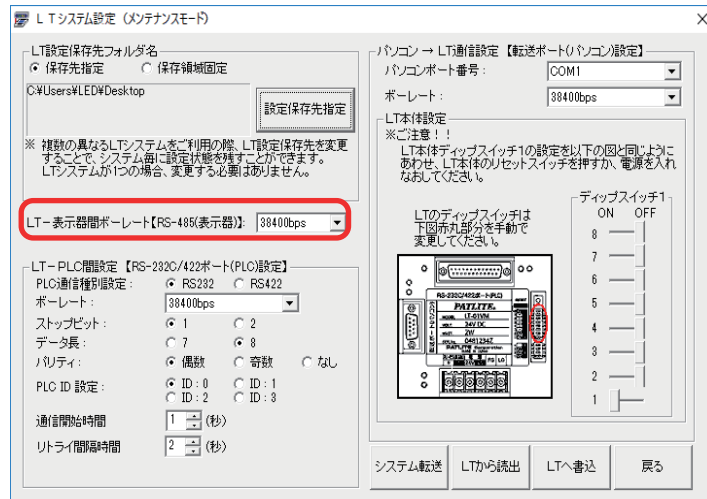 LTシステム設定（メンテナンスモード）
LT設定保存先フォルダ名
保存先指定 保存領域固定
C:¥Users¥LED¥Desktop
設定保存先指定
※ 複数の異なるLTシステムをご利用の際、LT設定保存先を変更
することで、システム毎に設定状態を残すことができます。
LTシステムが1つの場合、変更する必要はありません。
LT－表示器間ボーレート【RS-485(表示器)】: 38400bps
LT－PLC間設定 【RS-232C/422ポート(PLC)設定】
PLC通信種別設定： RS232 RS422
ボーレート： 38400bps
ストップビット： 1 2
データ長： 7 8
パリティ： 偶数 奇数 なし
PLC ID 設定： ID：0 ID：1
ID：2 ID：3
通信開始時間 1 (秒)
リトライ間隔時間 2 (秒)
パソコン → LT通信設定 【転送ポート(パソコン)設定】
パソコンポート番号： COM1
ボーレート： 38400bps
LT本体設定
※ご注意！！
LT本体ディップスイッチ1の設定を以下の図と同じように
あわせ、LT本体のリセットスイッチを押すか、電源を入れ
なおしてください。
LTのディップスイッチは
下図赤丸部分を手動で
変更してください。
RS-232C/422ポート(PLC)
PATLITE
MODEL LT-01VM
VOLT 24V DC
WATT 2W
0481234Z
PATLITE Corporation
FS LG
ディップスイッチ1
ON OFF
8
7
6
5
4
3
2
1
システム転送 LTから読出 LTへ書込 戻る